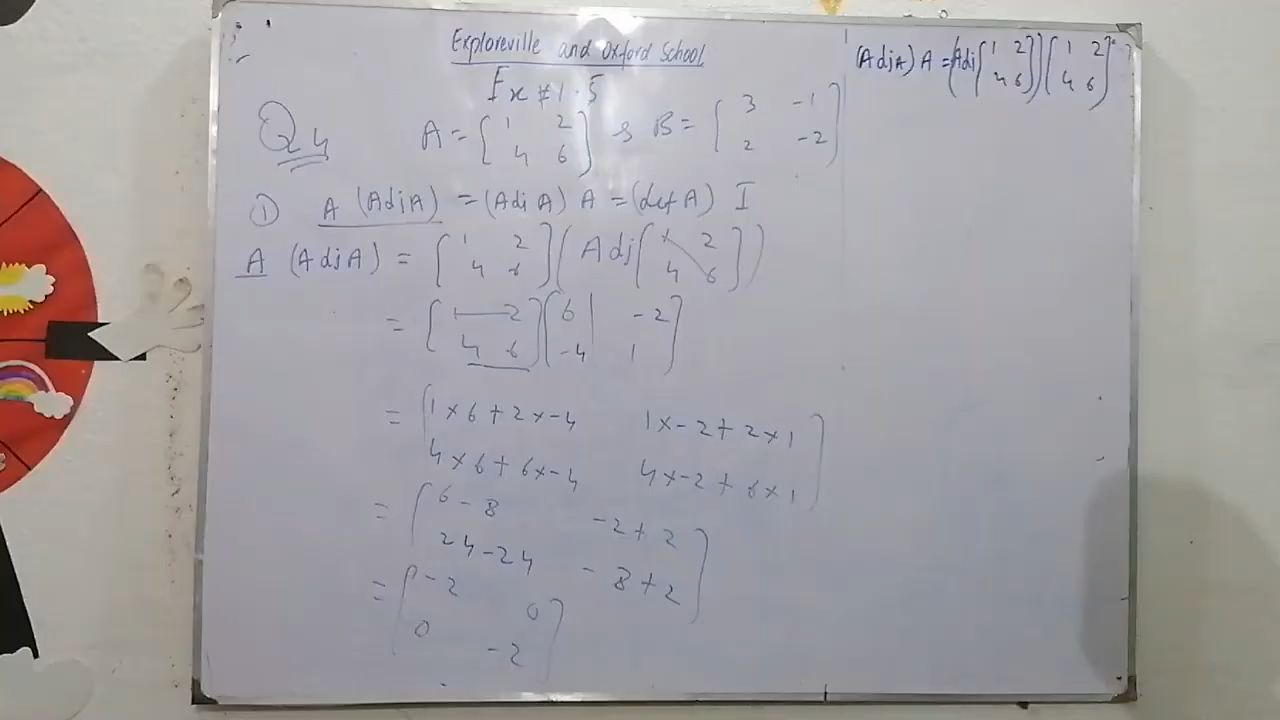 Exploreville and Oxford School
Ex # 1.5
Q4 A = [1 2 & B = [3 -1
4 6] 2 -2]
① A (AdjA) = (AdjA) A = (detA) I
A (AdjA) = [1 2 (Adj [1 2
4 6] 4 6])
= [1 2 [6 -2
4 6] -4 1]
= [1×6+2×-4 1×-2+2×1
4×6+6×-4 4×-2+6×1]
= [6-8 -2+2
24-24 -8+2]
= [-2 0
0 -2]
(AdjA) A = (Adj [1 2 [1 2
4 6]) 4 6]